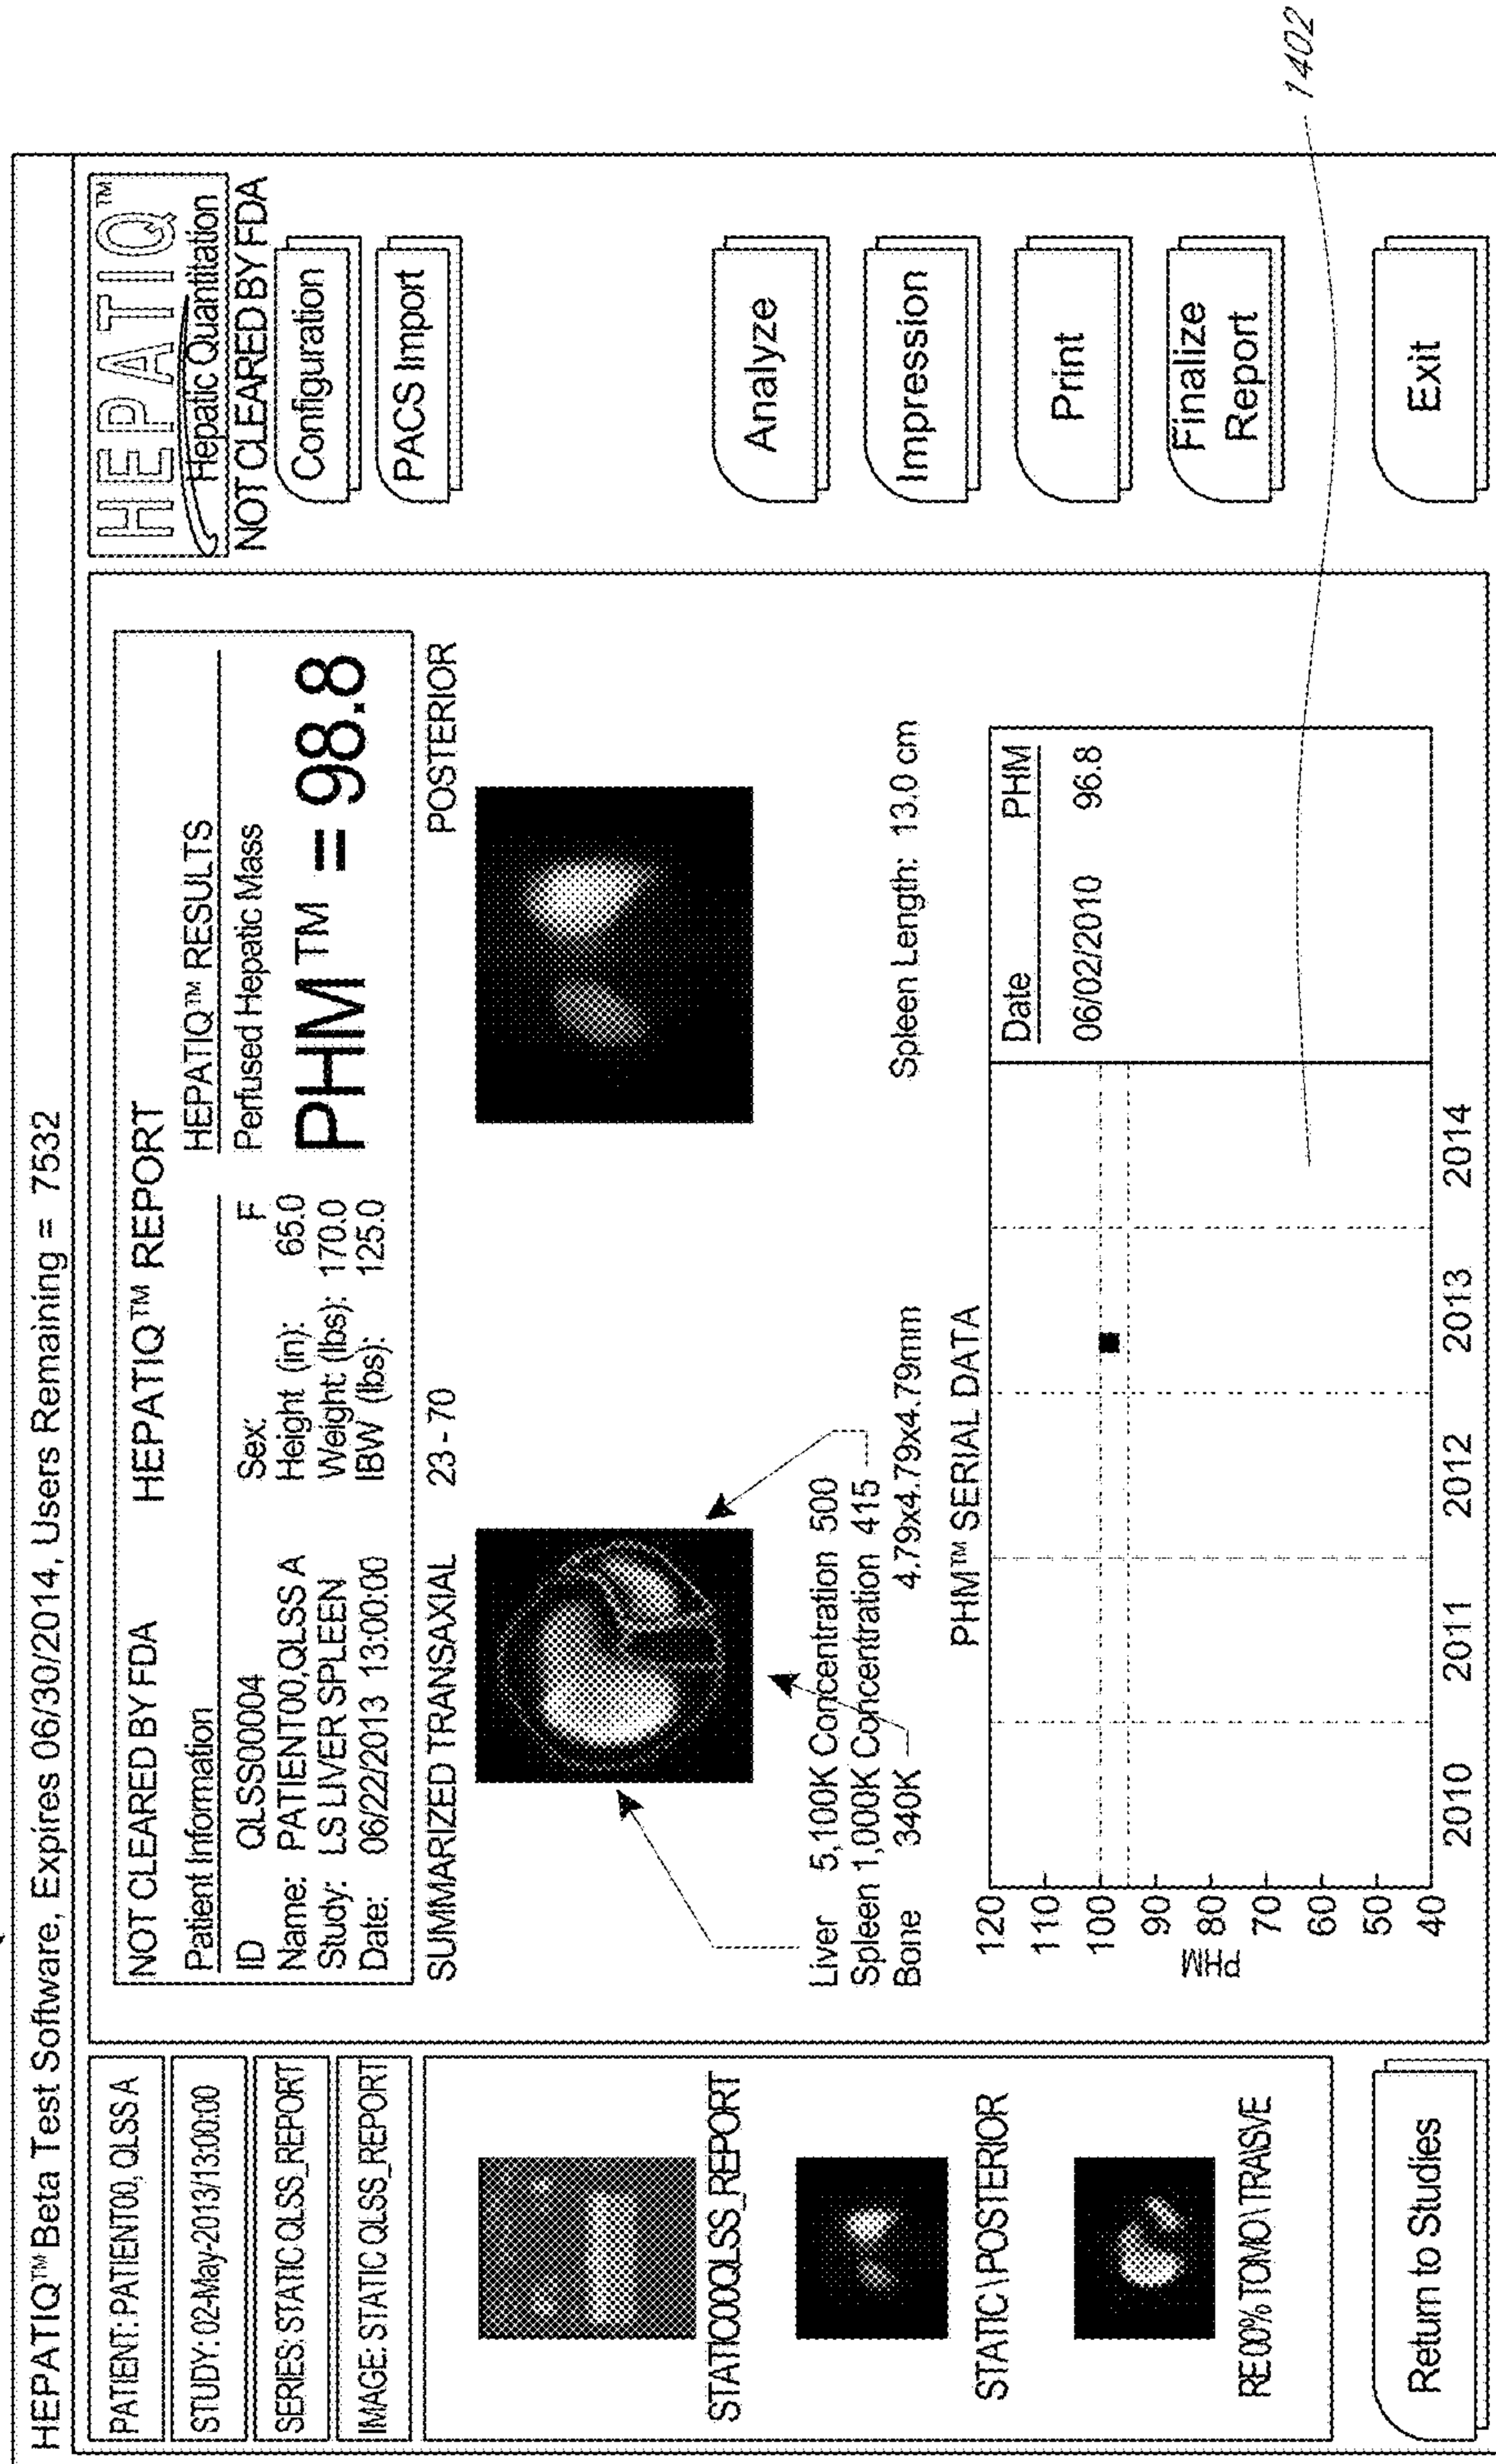 HEPATIQ™ Beta Test Software, Expires 06/30/2014, Users Remaining = 7532
PATIENT: PATIENT00, QLSS A
STUDY: 02-May-2013/13:00:00
SERIES: STATIC QLSS_REPORT
IMAGE: STATIC QLSS_REPORT
STATIC00QLSS_REPORT
STATIC\POSTERIOR
RE00% TOMO\TRAISVE
Return to Studies
NOT CLEARED BY FDA HEPATIQ™ REPORT
Patient Information
ID QLSS00004
Name: PATIENT00,QLSS A
Study: LS LIVER SPLEEN
Date: 06/22/2013 13:00:00
Sex: F
Height (in): 65.0
Weight (lbs): 170.0
IBW (lbs): 125.0
HEPATIQ™ RESULTS
Perfused Hepatic Mass
PHM™ = 98.8
SUMMARIZED TRANSAXIAL 23 - 70
POSTERIOR
Liver 5,100K Concentration 500
Spleen 1,000K Concentration 415
Bone 340K
4.79x4.79x4.79mm
Spleen Length: 13.0 cm
PHM™ SERIAL DATA
PHM
120
110
100
90
80
70
60
50
40
2010 2011 2012 2013 2014
Date PHM
06/02/2010 96.8
HEPATIQ™
Hepatic Quantitation
NOT CLEARED BY FDA
Configuration
PACS Import
Analyze
Impression
Print
Finalize
Report
Exit
1402